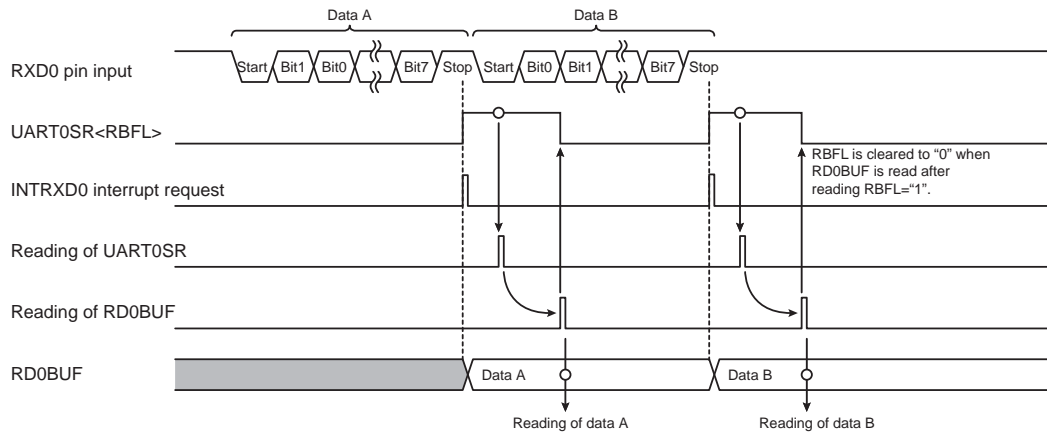 Data A
Data B
RXD0 pin input
Start Bit1 Bit0 Bit7 Stop Start Bit0 Bit1 Bit7 Stop
UART0SR<RBFL>
RBFL is cleared to “0” when
RD0BUF is read after
reading RBFL=“1”.
INTRXD0 interrupt request
Reading of UART0SR
Reading of RD0BUF
RD0BUF
Data A
Data B
Reading of data A
Reading of data B